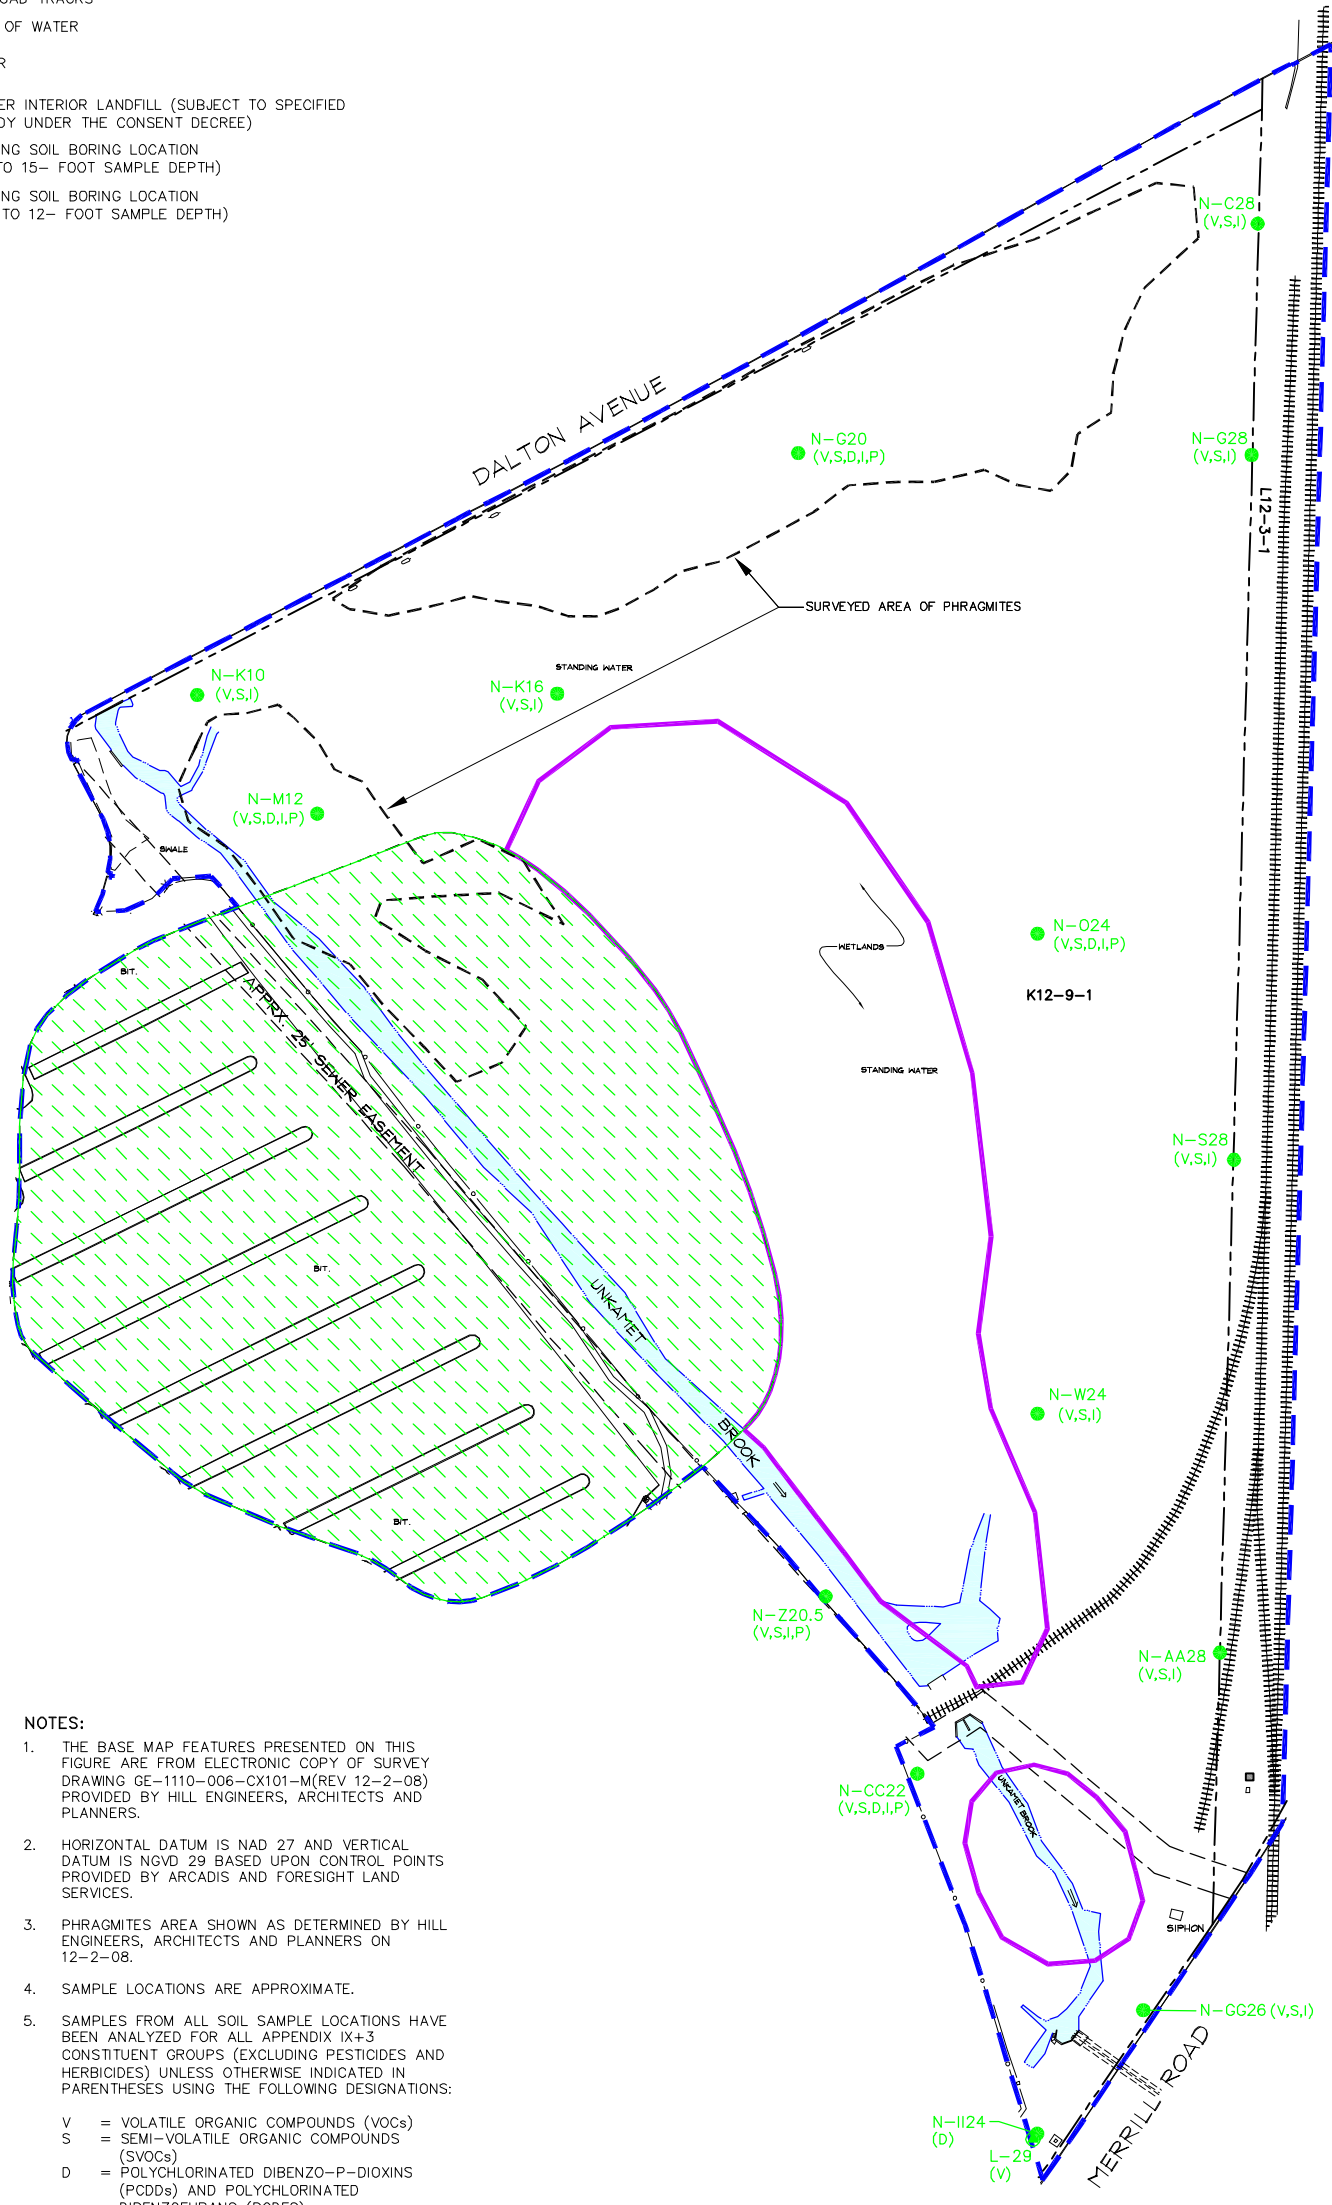 OF WATER
ER INTERIOR LANDFILL (SUBJECT TO SPECIFIED
DY UNDER THE CONSENT DECREE)
NG SOIL BORING LOCATION
TO 15- FOOT SAMPLE DEPTH)
NG SOIL BORING LOCATION
TO 12- FOOT SAMPLE DEPTH)
N-C28
(V,S,I)
DALTON AVENUE
N-G20
(V,S,D,I,P)
N-G28
(V,S,I)
L12-3-1
SURVEYED AREA OF PHRAGMITES
N-K10
(V,S,I)
STANDING WATER
N-K16
(V,S,I)
N-M12
(V,S,D,I,P)
SWALE
N-O24
(V,S,D,I,P)
WETLANDS
BIT.
K12-9-1
APPRX. 25' SEWER EASEMENT
STANDING WATER
N-S28
(V,S,I)
BIT.
UNKAMET
BROOK
N-W24
(V,S,I)
BIT.
N-Z20.5
(V,S,I,P)
N-AA28
(V,S,I)
N-CC22
(V,S,D,I,P)
UNKAMET BROOK
SIPHON
N-GG26 (V,S,I)
MERRILL ROAD
N-II24
(D)
L-29
(V)
NOTES:
1. THE BASE MAP FEATURES PRESENTED ON THIS
FIGURE ARE FROM ELECTRONIC COPY OF SURVEY
DRAWING GE-1110-006-CX101-M(REV 12-2-08)
PROVIDED BY HILL ENGINEERS, ARCHITECTS AND
PLANNERS.
2. HORIZONTAL DATUM IS NAD 27 AND VERTICAL
DATUM IS NGVD 29 BASED UPON CONTROL POINTS
PROVIDED BY ARCADIS AND FORESIGHT LAND
SERVICES.
3. PHRAGMITES AREA SHOWN AS DETERMINED BY HILL
ENGINEERS, ARCHITECTS AND PLANNERS ON
12-2-08.
4. SAMPLE LOCATIONS ARE APPROXIMATE.
5. SAMPLES FROM ALL SOIL SAMPLE LOCATIONS HAVE
BEEN ANALYZED FOR ALL APPENDIX IX+3
CONSTITUENT GROUPS (EXCLUDING PESTICIDES AND
HERBICIDES) UNLESS OTHERWISE INDICATED IN
PARENTHESES USING THE FOLLOWING DESIGNATIONS:
V = VOLATILE ORGANIC COMPOUNDS (VOCs)
S = SEMI-VOLATILE ORGANIC COMPOUNDS
(SVOCs)
D = POLYCHLORINATED DIBENZO-P-DIOXINS
(PCDDs) AND POLYCHLORINATED